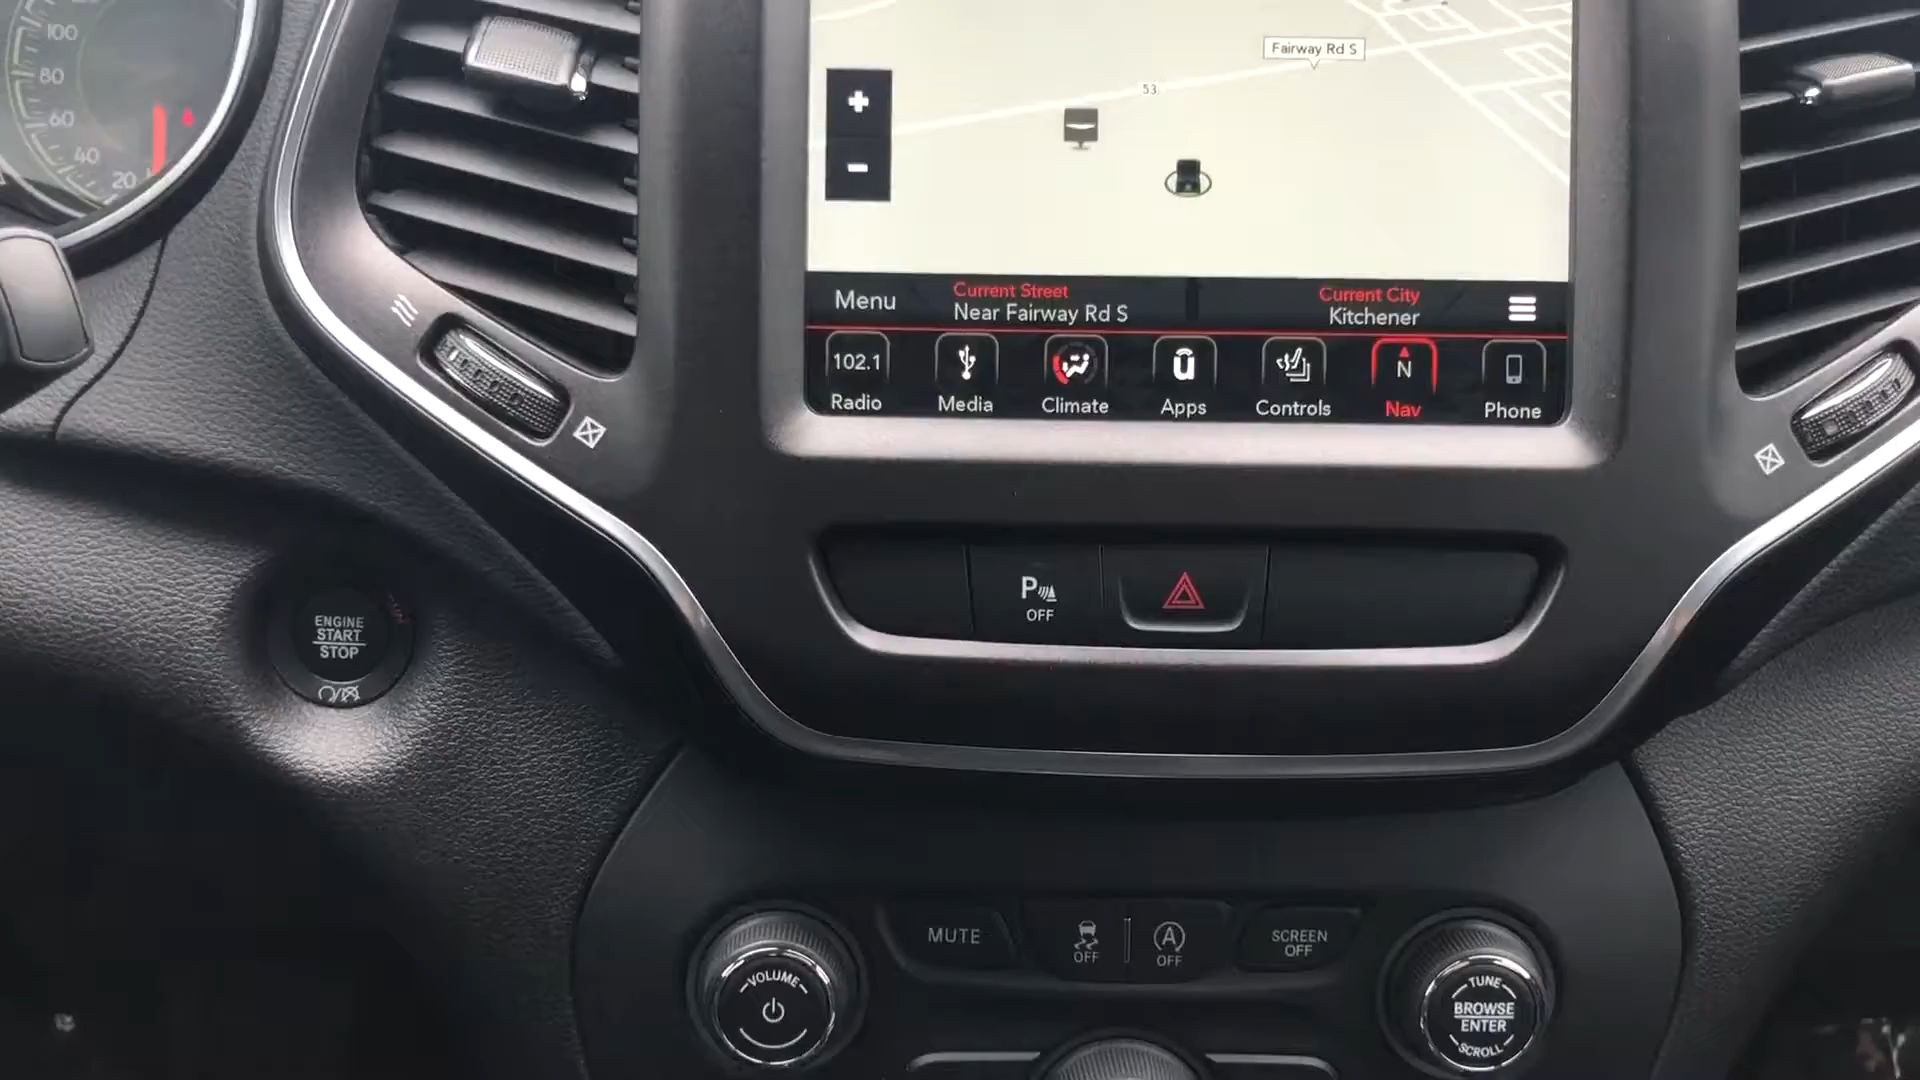 100
80
60
40
20
Fairway Rd S
53
Menu
Current Street
Near Fairway Rd S
Current City
Kitchener
102.1
N
Radio
Media
Climate
Apps
Controls
Nav
Phone
P
OFF
ENGINE
START
STOP
MUTE
OFF
A
OFF
SCREEN
OFF
VOLUME
TUNE
BROWSE
ENTER
SCROLL